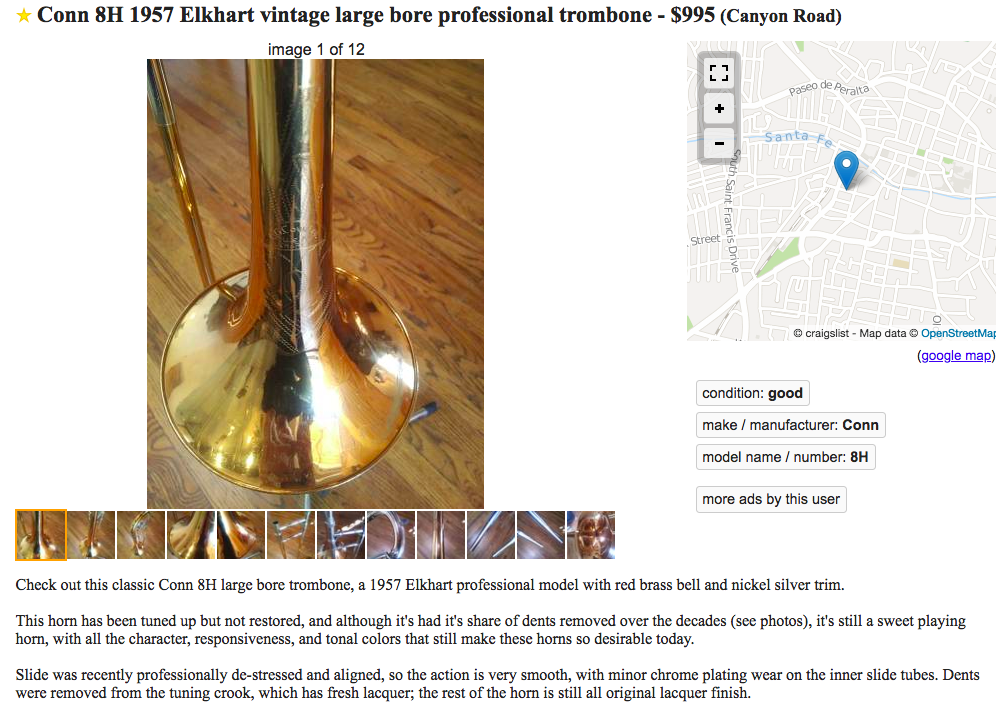 Conn 8H 1957 Elkhart vintage large bore professional trombone - $995 (Canyon Road)
image 1 of 12
Paseo de Peralta
Santa Fe
South Saint Francis Drive
Street
+
-
© craigslist - Map data © OpenStreetMap
(google map)
condition: good
make / manufacturer: Conn
model name / number: 8H
more ads by this user
Check out this classic Conn 8H large bore trombone, a 1957 Elkhart professional model with red brass bell and nickel silver trim.
This horn has been tuned up but not restored, and although it's had it's share of dents removed over the decades (see photos), it's still a sweet playing
horn, with all the character, responsiveness, and tonal colors that still make these horns so desirable today.
Slide was recently professionally de-stressed and aligned, so the action is very smooth, with minor chrome plating wear on the inner slide tubes. Dents
were removed from the tuning crook, which has fresh lacquer; the rest of the horn is still all original lacquer finish.